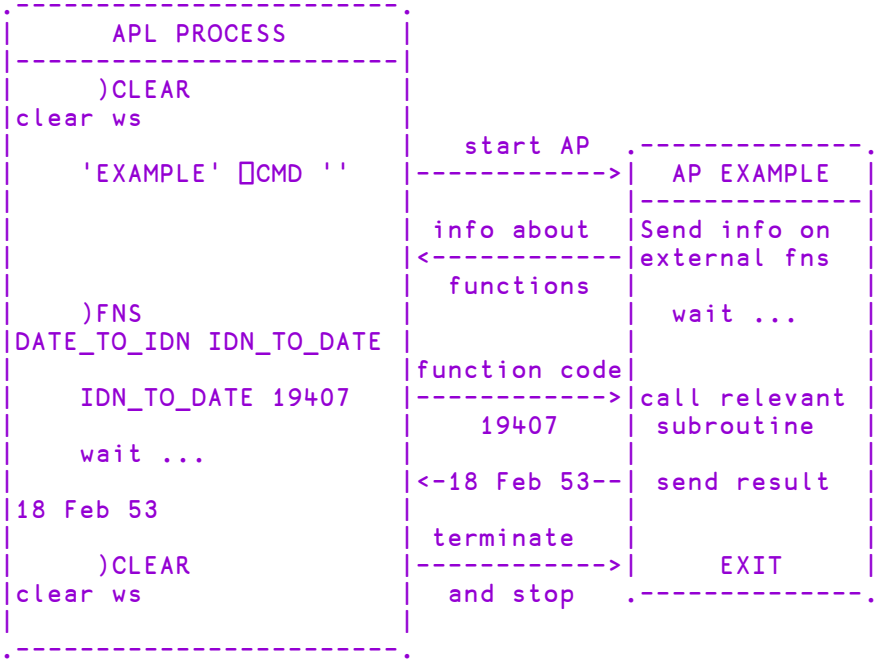 .------------------------.
|      APL PROCESS       |
|------------------------|
|     )CLEAR             |
|clear ws                |
|                        |   start AP  .--------------.
|    'EXAMPLE' ⎕CMD ''   |------------>|  AP EXAMPLE  |
|                        |             |--------------|
|                        | info about  |Send info on  |
|                        |<------------|external fns  |
|                        |  functions  |              |
|    )FNS                |             |  wait ...    |
|DATE_TO_IDN IDN_TO_DATE |             |              |
|                        |function code|              |
|    IDN_TO_DATE 19407   |------------>|call relevant |
|                        |    19407    | subroutine   |
|    wait ...            |             |              |
|                        |<-18 Feb 53--| send result  |
|18 Feb 53               |             |              |
|                        | terminate   |              |
|     )CLEAR             |------------>|     EXIT     |
|clear ws                |  and stop   .--------------.
|                        |
.------------------------.